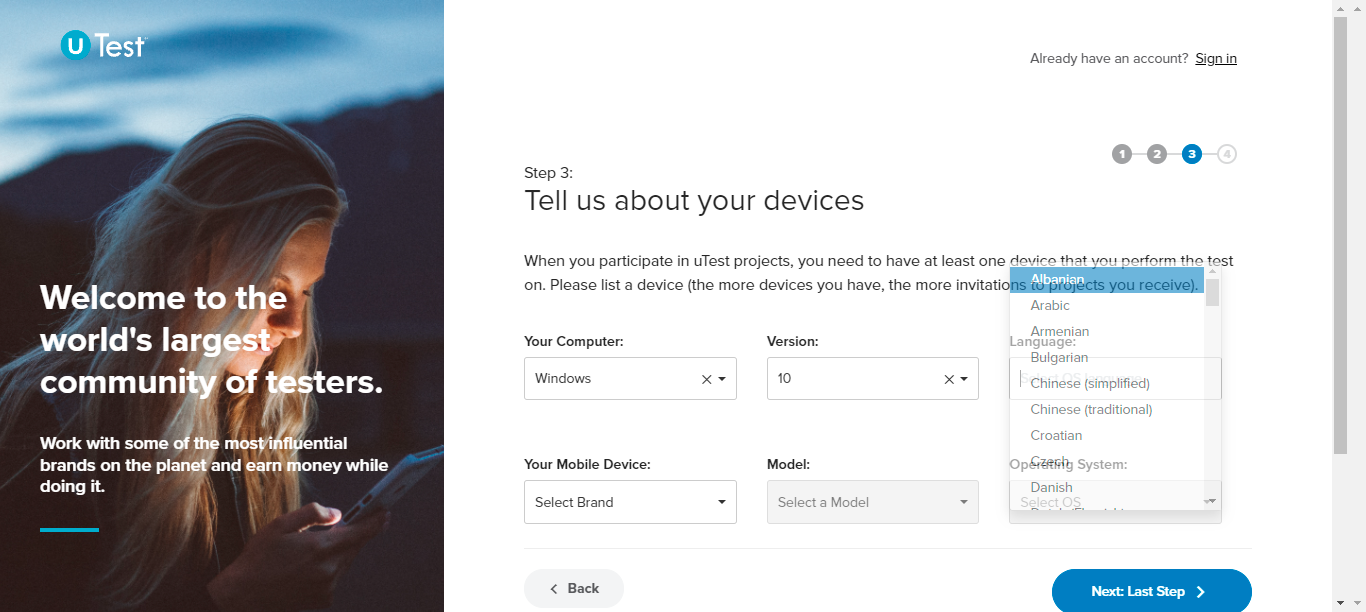 U Test
Already have an account? Sign in
1 2 3 4
Step 3:
Tell us about your devices
When you participate in uTest projects, you need to have at least one device that you perform the test
on. Please list a device (the more devices you have, the more invitations to projects you receive).
Welcome to the
world's largest
community of testers.
Work with some of the most influential
brands on the planet and earn money while
doing it.
Your Computer:
Version:
Language:
Windows
10
Select OS
Albanian
Arabic
Armenian
Bulgarian
Chinese (simplified)
Chinese (traditional)
Croatian
Czech
Danish
Your Mobile Device:
Model:
Operating System:
Select Brand
Select a Model
Select OS
Back
Next: Last Step